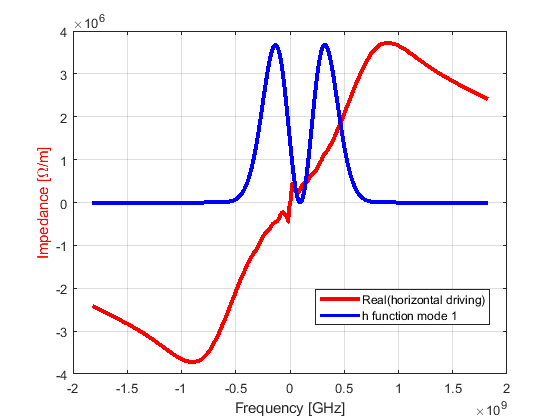 ×10^6
4
3
2
1
0
-1
-2
-3
-4
Impedance [Ω/m]
Real(horizontal driving)
h function mode 1
-2 -1.5 -1 -0.5 0 0.5 1 1.5 2
Frequency [GHz]
×10^9